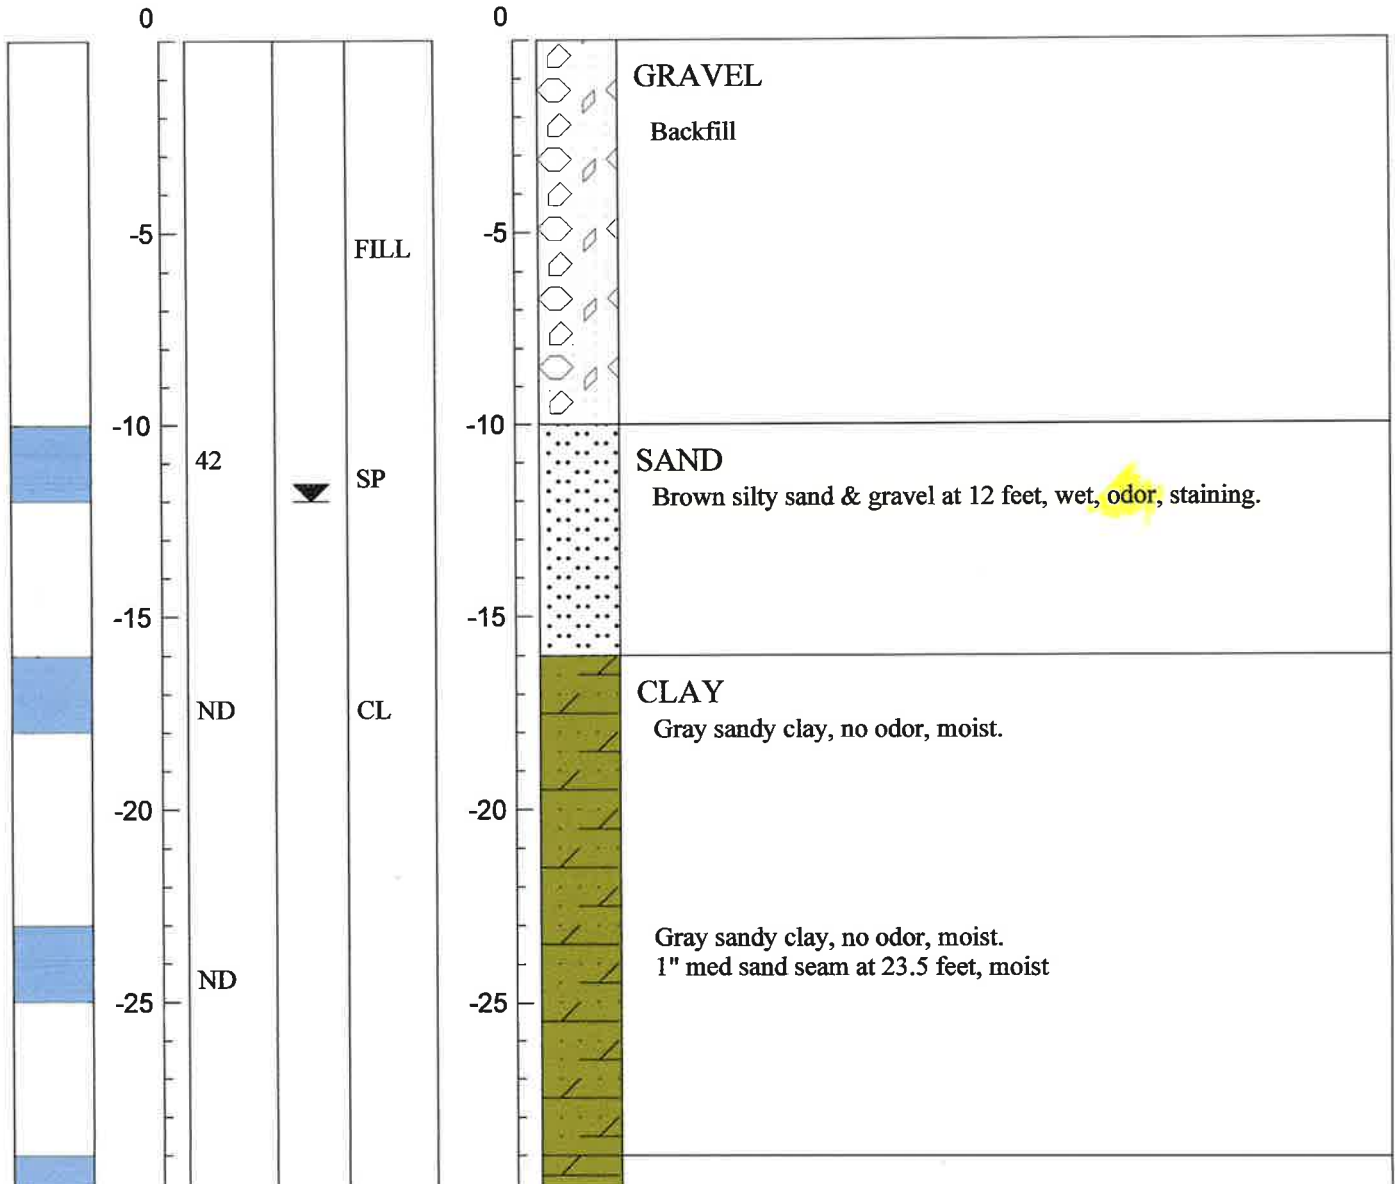 0
0
GRAVEL
Backfill
-5
FILL
-5
-10
-10
42
SP
SAND
Brown silty sand & gravel at 12 feet, wet, odor, staining.
-15
-15
ND
CL
CLAY
Gray sandy clay, no odor, moist.
-20
-20
Gray sandy clay, no odor, moist.
1" med sand seam at 23.5 feet, moist
ND
-25
-25